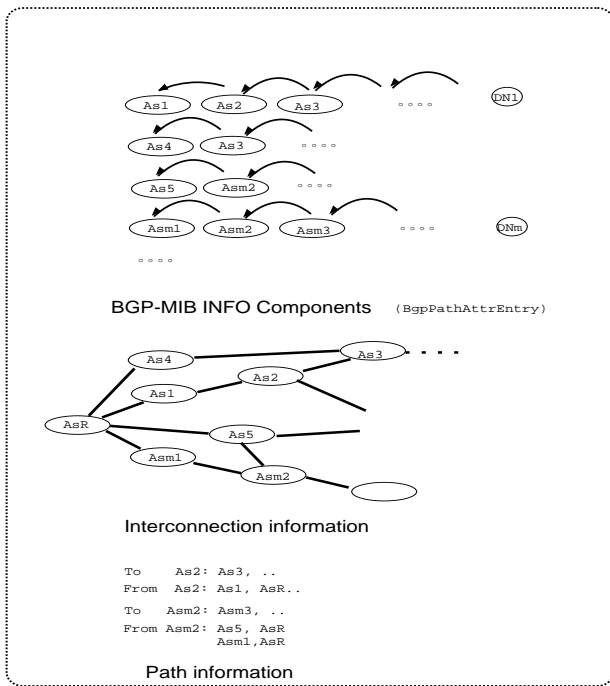 As1 As2 As3 °°°° DN1
As4 As3 °°°°
As5 Asm2 °°°°
Asm1 Asm2 Asm3 °°°° DNm
°°°°
BGP-MIB INFO Components (BgpPathAttrEntry)
As4 As3
As1 As2
AsR As5
Asm1 Asm2
Interconnection information
To As2: As3, ..
From As2: As1, AsR..
To Asm2: Asm3, ..
From Asm2: As5, AsR
Asm1,AsR
Path information